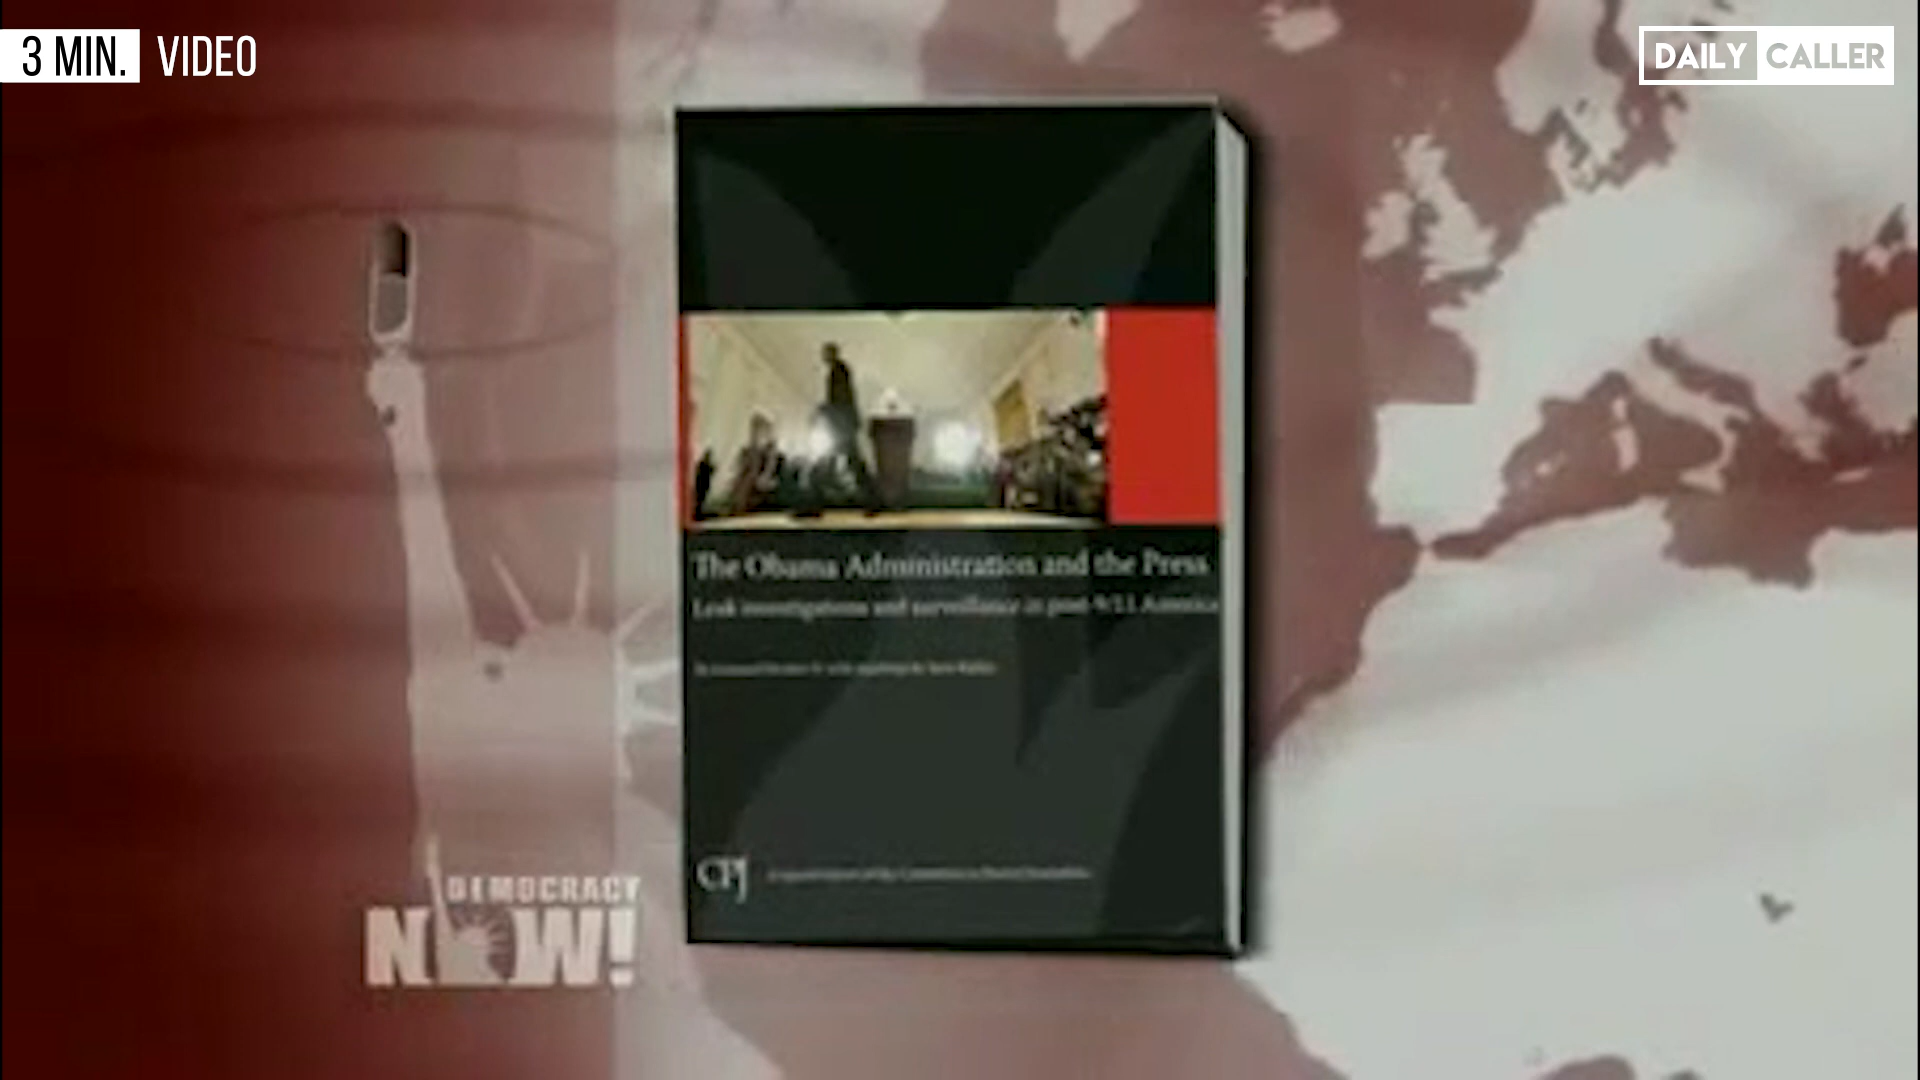 3 MIN. VIDEO
DAILY CALLER
The Obama Administration and the Press
Leak investigations and surveillance in post-9/11 America
CPJ
DEMOCRACY
NOW!